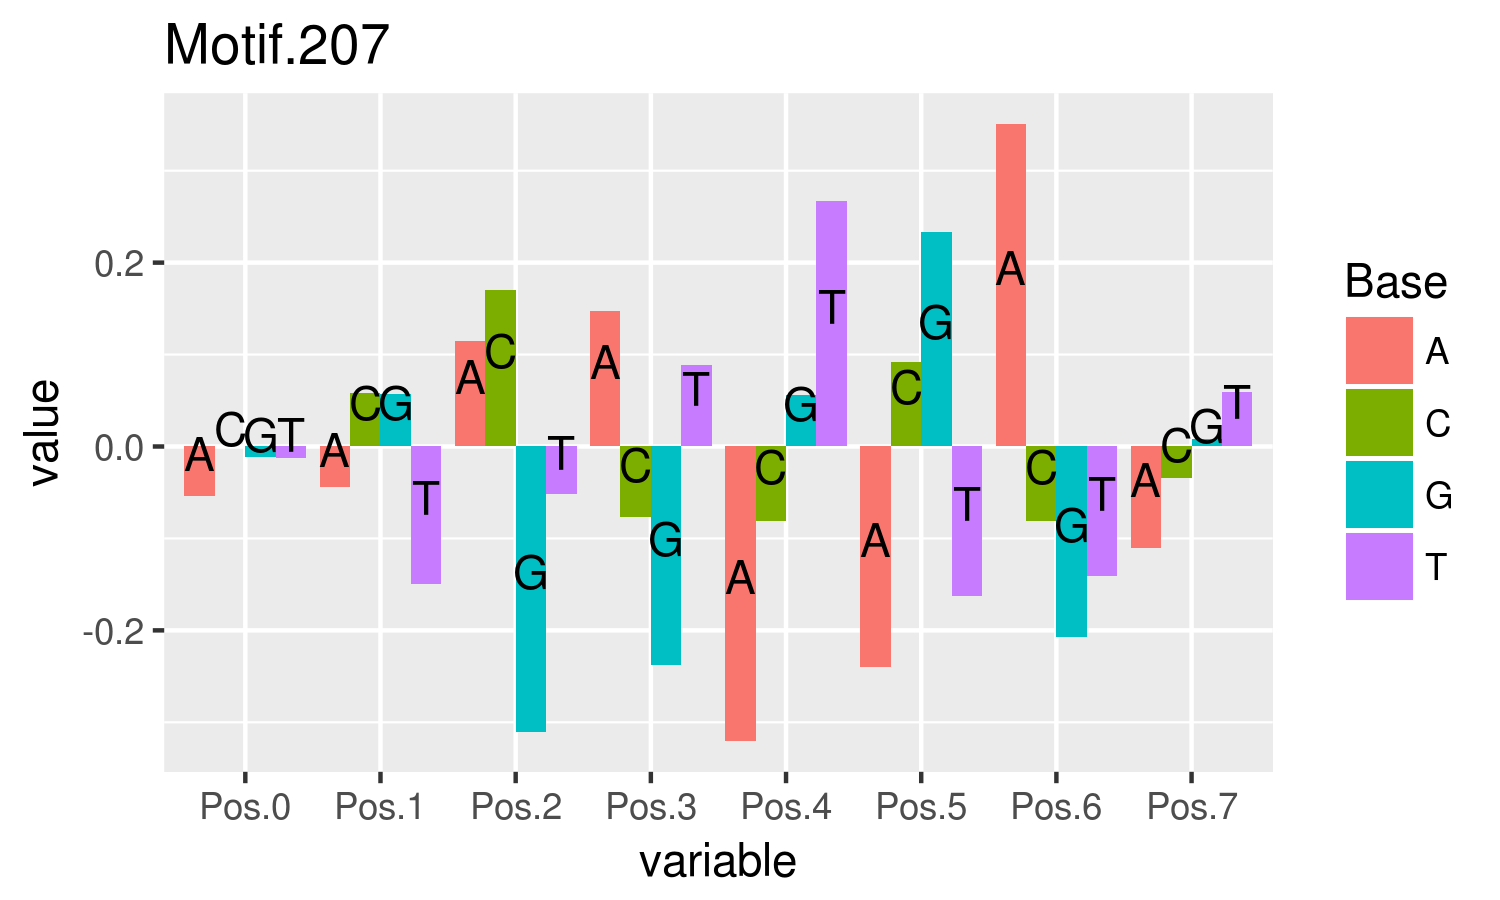 Motif.207
value
0.2
0.0
-0.2
A C G T A C G T A C G T A C G T A C G T A C G T A C G T A C G T
Pos.0 Pos.1 Pos.2 Pos.3 Pos.4 Pos.5 Pos.6 Pos.7
variable
Base
A
C
G
T